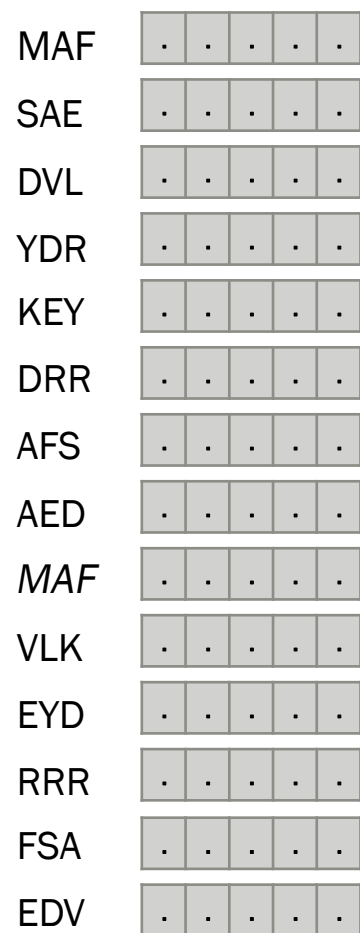 MAF . . . . .
SAE . . . . .
DVL . . . . .
YDR . . . . .
KEY . . . . .
DRR . . . . .
AFS . . . . .
AED . . . . .
MAF . . . . .
VLK . . . . .
EYD . . . . .
RRR . . . . .
FSA . . . . .
EDV . . . . .